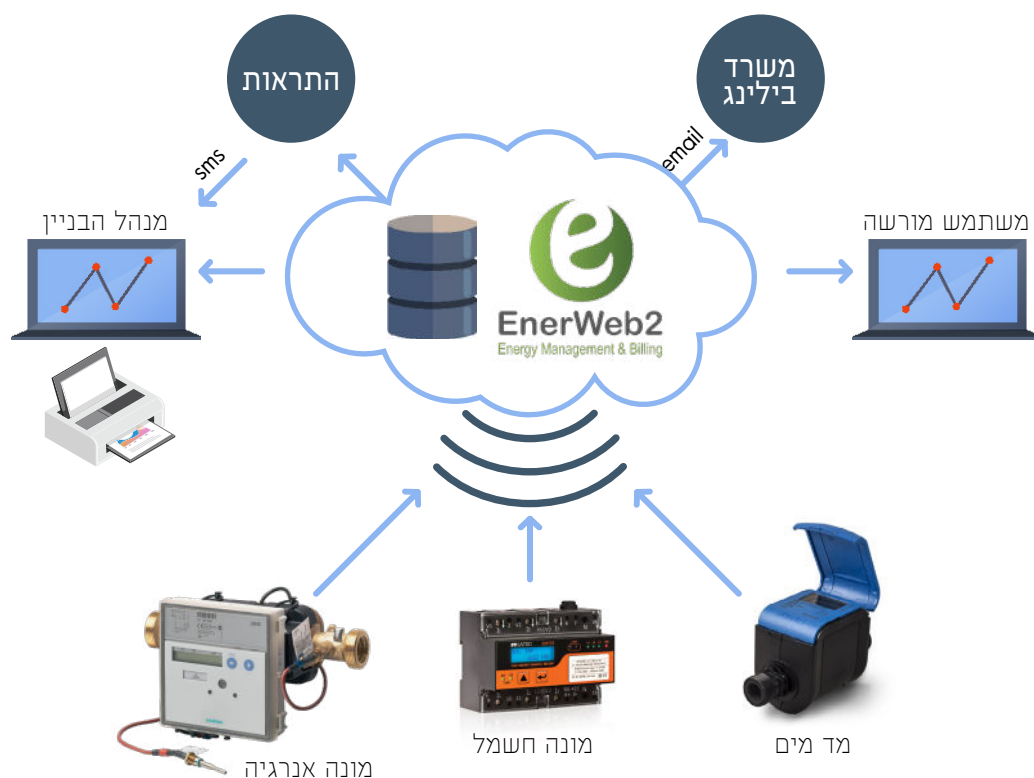 התראות
משרד
בילינג
sms
email
מנהל הבניין
משתמש מורשה
EnerWeb2
Energy Management & Billing
מונה אנרגיה
מונה חשמל
מד מים